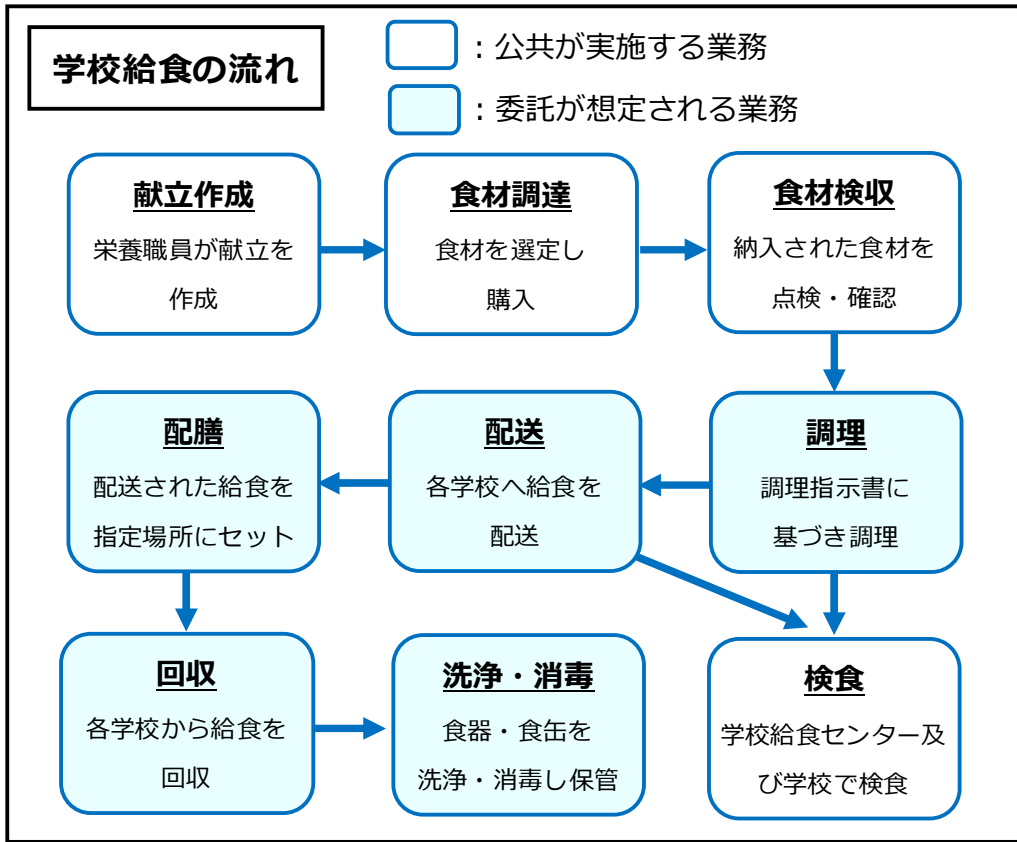 学校給食の流れ
：公共が実施する業務
：委託が想定される業務
献立作成
栄養職員が献立を
作成
食材調達
食材を選定し
購入
食材検収
納入された食材を
点検・確認
調理
調理指示書に
基づき調理
配送
各学校へ給食を
配送
配膳
配送された給食を
指定場所にセット
回収
各学校から給食を
回収
洗浄・消毒
食器・食缶を
洗浄・消毒し保管
検食
学校給食センター及
び学校で検食